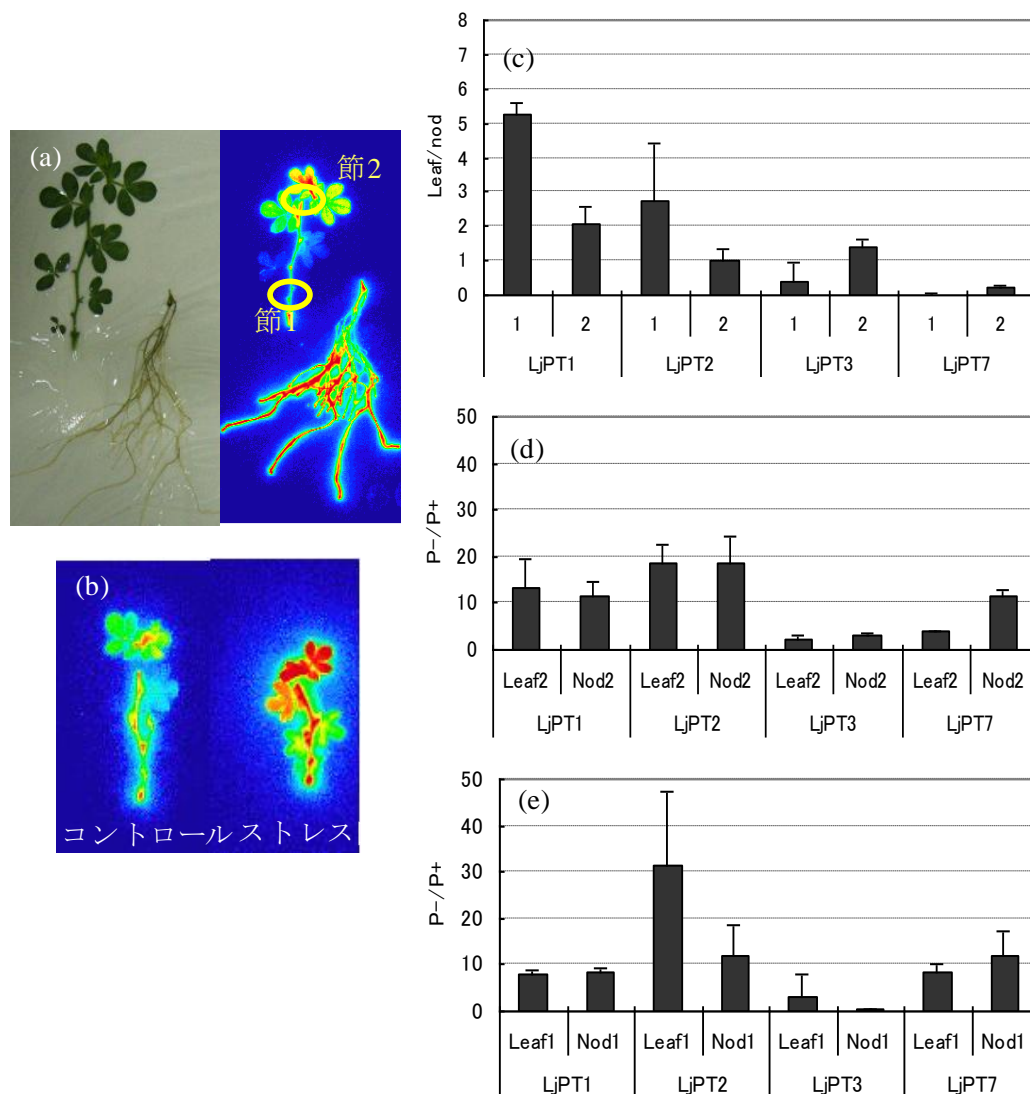 (a)
節2
節1
(b)
コントロール ストレス
(c)
Leaf/nod
8
7
6
5
4
3
2
1
0
1 2 1 2 1 2 1 2
LjPT1 LjPT2 LjPT3 LjPT7
(d)
P-/P+
50
40
30
20
10
0
Leaf2 Nod2 Leaf2 Nod2 Leaf2 Nod2 Leaf2 Nod2
LjPT1 LjPT2 LjPT3 LjPT7
(e)
P-/P+
50
40
30
20
10
0
Leaf1 Nod1 Leaf1 Nod1 Leaf1 Nod1 Leaf1 Nod1
LjPT1 LjPT2 LjPT3 LjPT7